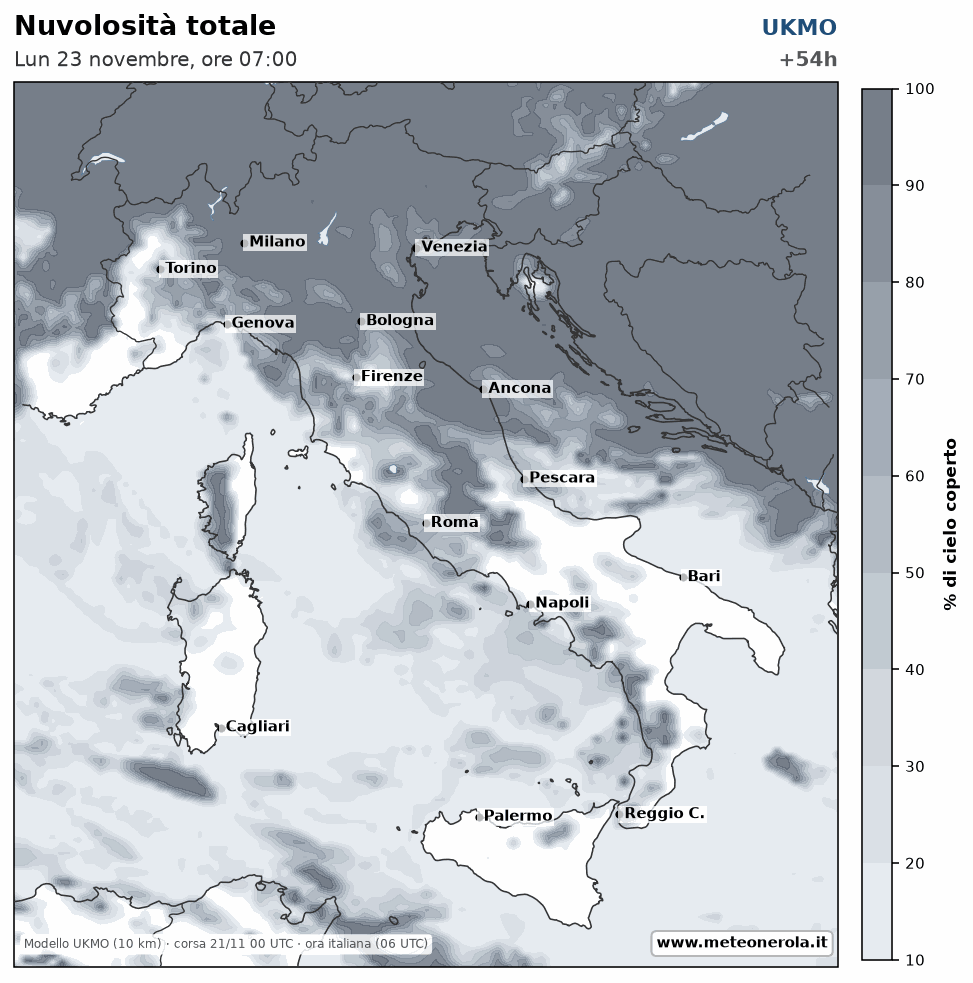 Nuvolosità totale
UKMO
Lun 23 novembre, ore 07:00
+54h
Milano
Venezia
Torino
Genova
Bologna
Firenze
Ancona
Pescara
Roma
Bari
Napoli
Cagliari
Palermo
Reggio C.
100
90
80
70
60
50
40
30
20
10
% di cielo coperto
Modello UKMO (10 km) · corsa 21/11 00 UTC · ora italiana (06 UTC)
www.meteonerola.it